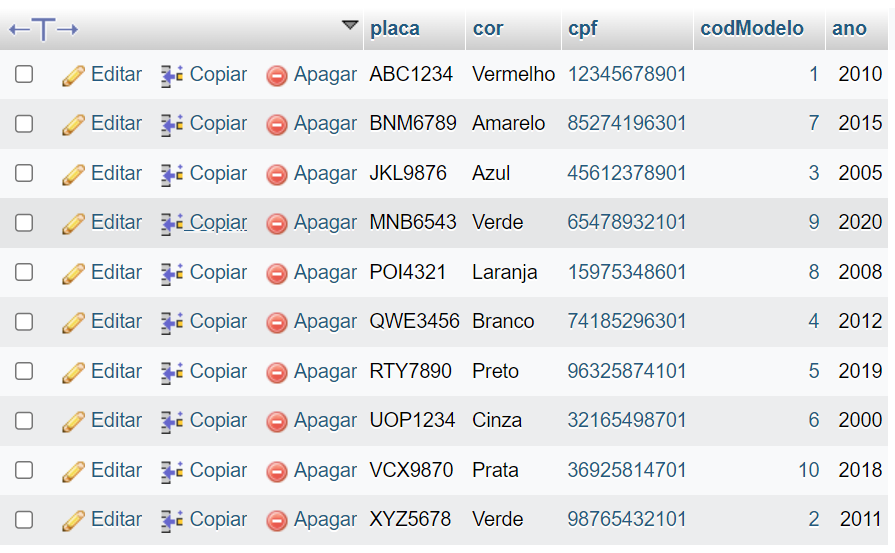 placa cor cpf codModelo ano
Editar Copiar Apagar ABC1234 Vermelho 12345678901 1 2010
Editar Copiar Apagar BNM6789 Amarelo 85274196301 7 2015
Editar Copiar Apagar JKL9876 Azul 45612378901 3 2005
Editar Copiar Apagar MNB6543 Verde 65478932101 9 2020
Editar Copiar Apagar POI4321 Laranja 15975348601 8 2008
Editar Copiar Apagar QWE3456 Branco 74185296301 4 2012
Editar Copiar Apagar RTY7890 Preto 96325874101 5 2019
Editar Copiar Apagar UOP1234 Cinza 32165498701 6 2000
Editar Copiar Apagar VCX9870 Prata 36925814701 10 2018
Editar Copiar Apagar XYZ5678 Verde 98765432101 2 2011